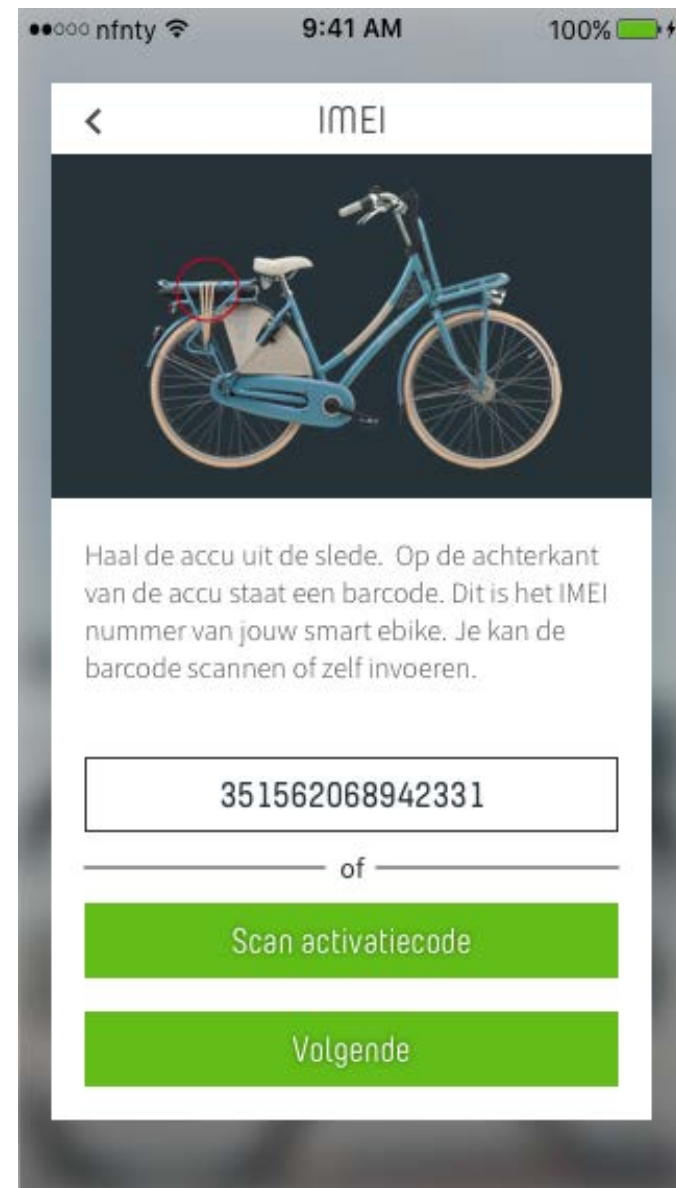 nfnty 9:41 AM 100%
IMEI
Haal de accu uit de slede. Op de achterkant
van de accu staat een barcode. Dit is het IMEI
nummer van jouw smart ebike. Je kan de
barcode scannen of zelf invoeren.
351562068942331
of
Scan activatiecode
Volgende